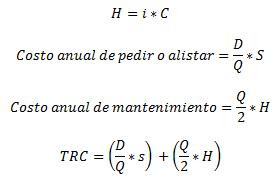 H = i * C
Costo anual de pedir o alistar = D/Q * S
Costo anual de mantenimiento = Q/2 * H
TRC = (D/Q * s) + (Q/2 * H)